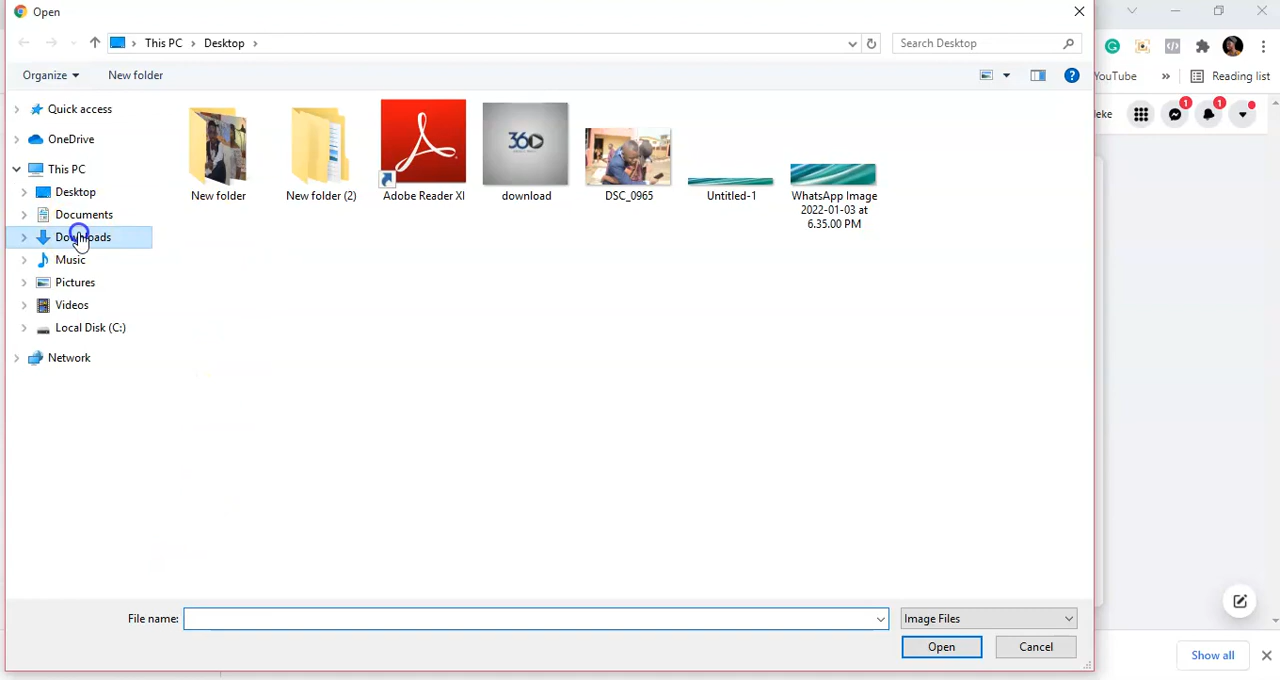 Open
This PC
Desktop
Search Desktop
Organize
New folder
YouTube
Reading list
eke
1
1
Quick access
OneDrive
This PC
Desktop
Documents
Downloads
Music
Pictures
Videos
Local Disk (C:)
Network
360
New folder
New folder (2)
Adobe Reader XI
download
DSC_0965
Untitled-1
WhatsApp Image
2022-01-03 at
6.35.00 PM
File name:
Image Files
Open
Cancel
Show all